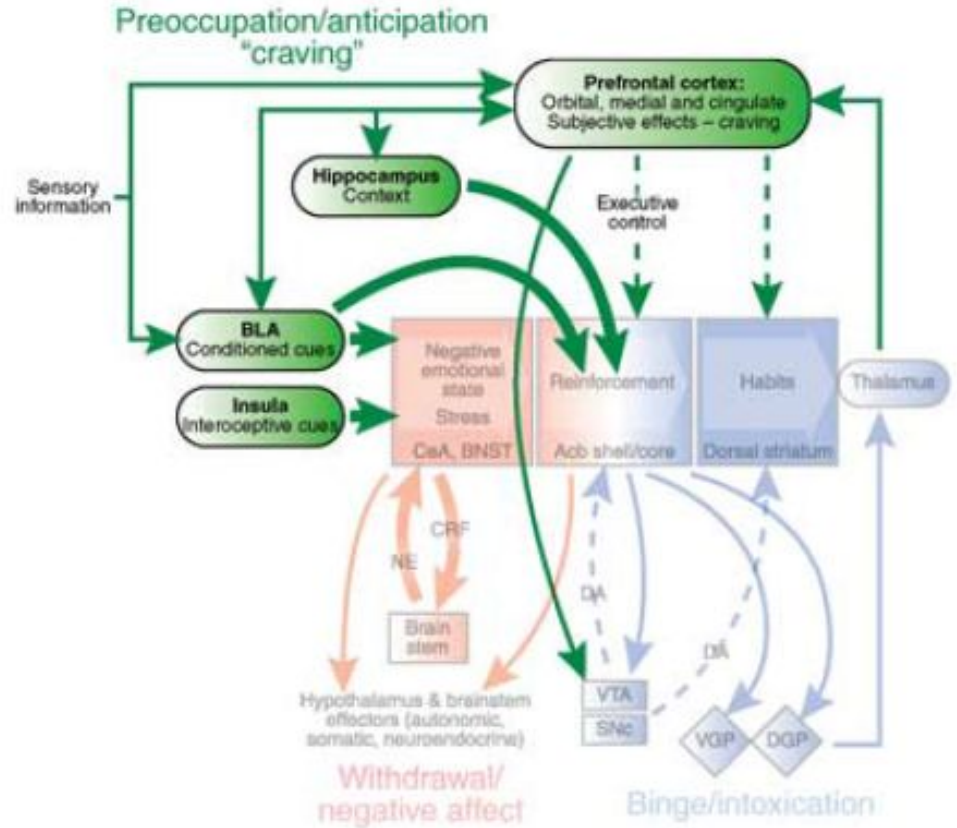 Preoccupation/anticipation
“craving”
Prefrontal cortex:
Orbital, medial and cingulate
Subjective effects – craving
Hippocampus
Context
Sensory
information
Executive
control
BLA
Conditioned cues
Insula
Interoceptive cues
Negative
emotional
state
Stress
CeA, BNST
Reinforcement
Acb shell/core
Habits
Dorsal striatum
Thalamus
NE
CRF
Brain
stem
DA
DA
VTA
SNc
VGP
DGP
Hypothalamus & brainstem
effectors (autonomic,
somatic, neuroendocrine)
Withdrawal/
negative affect
Binge/intoxication